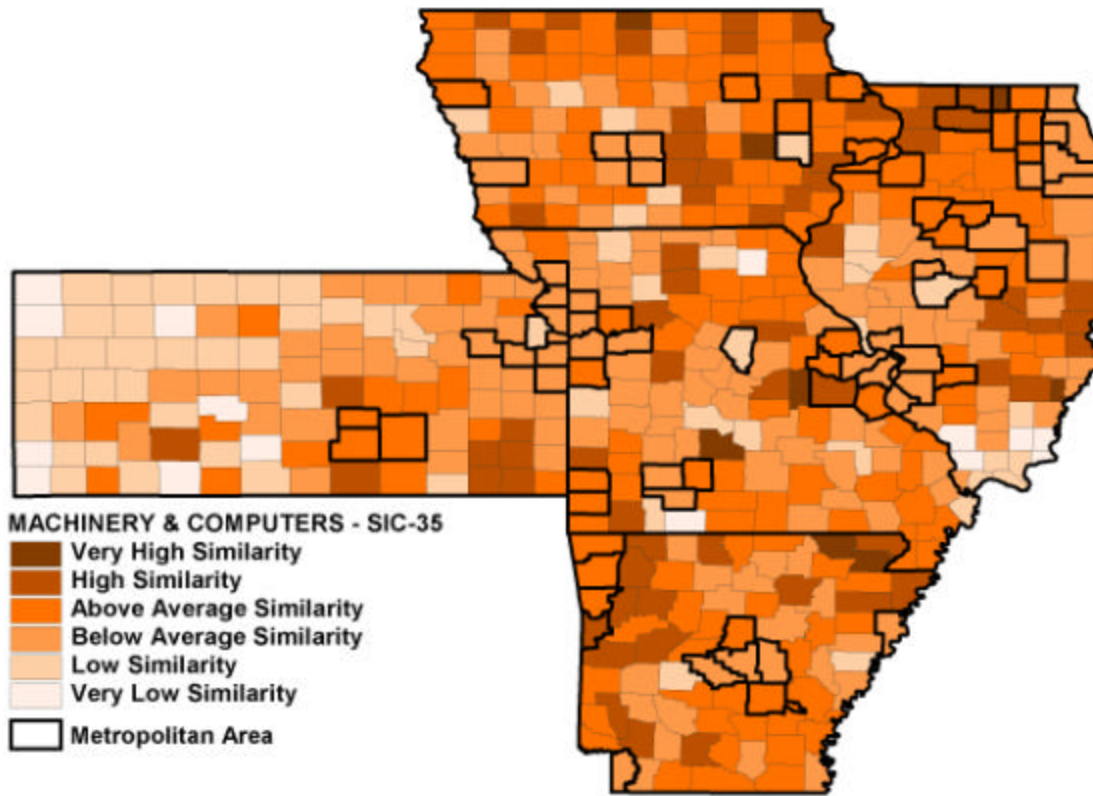 MACHINERY & COMPUTERS - SIC-35
Very High Similarity
High Similarity
Above Average Similarity
Below Average Similarity
Low Similarity
Very Low Similarity
Metropolitan Area